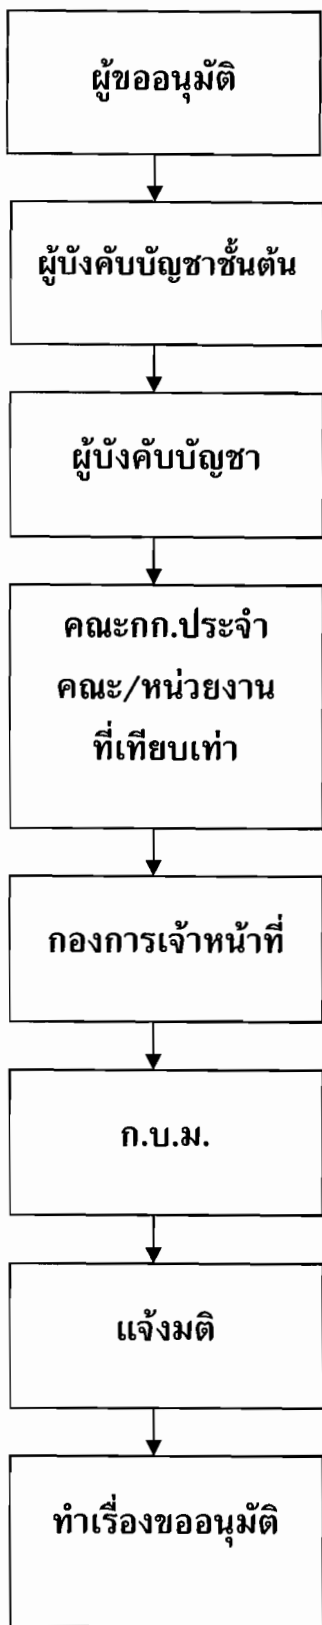 ผู้ขออนุมัติ
ผู้บังคับบัญชาชั้นต้น
ผู้บังคับบัญชา
คณะกก.ประจำ
คณะ/หน่วยงาน
ที่เทียบเท่า
กองการเจ้าหน้าที่
ก.บ.ม.
แจ้งมติ
ทำเรื่องขออนุมัติ